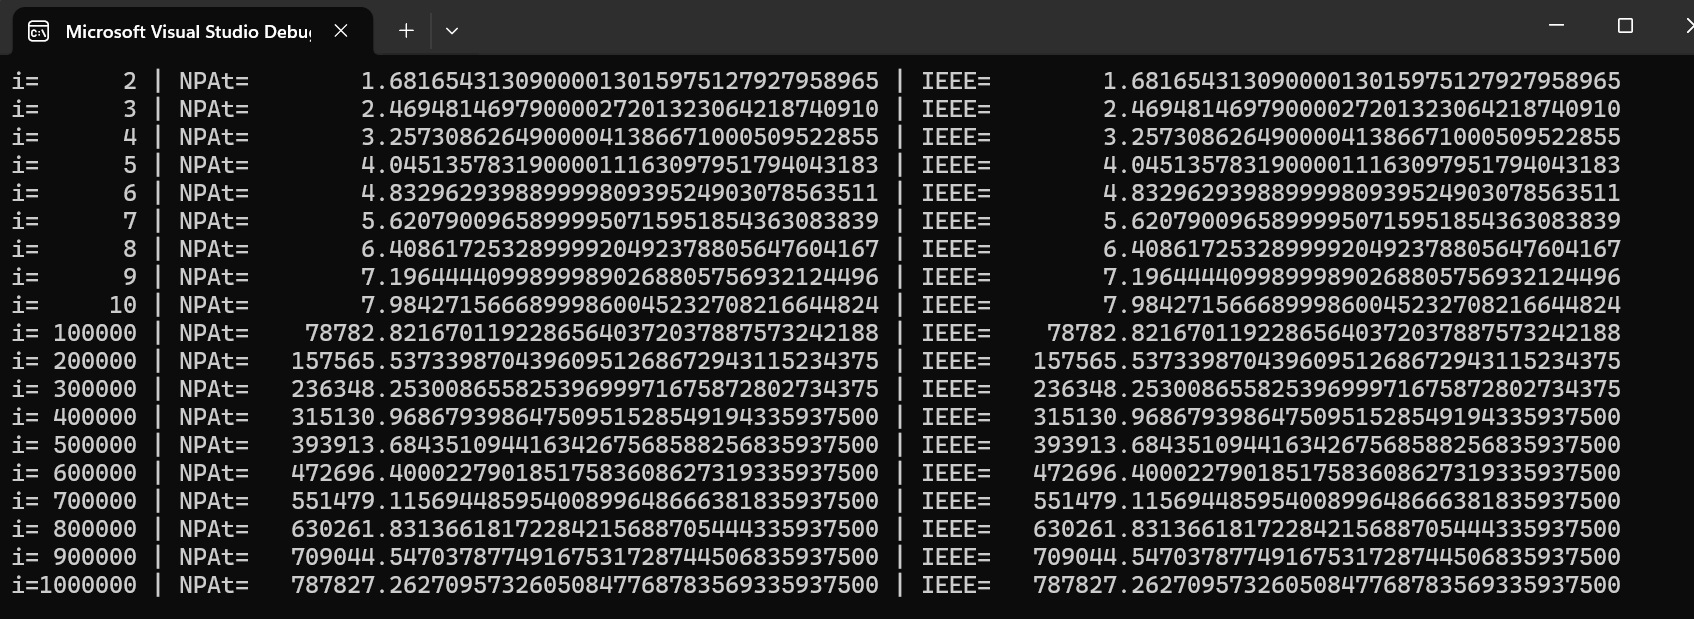 Microsoft Visual Studio Debu
i=      2 | NPAt=        1.6816543130900001301597512792795896​5 | IEEE=        1.68165431309000013015975127927958965
i=      3 | NPAt=        2.46948146979000027201323064218740910 | IEEE=        2.46948146979000027201323064218740910
i=      4 | NPAt=        3.25730862649000041386671000509522855 | IEEE=        3.25730862649000041386671000509522855
i=      5 | NPAt=        4.04513578319000011163097951794043183 | IEEE=        4.04513578319000011163097951794043183
i=      6 | NPAt=        4.83296293988999980939524903078563511 | IEEE=        4.83296293988999980939524903078563511
i=      7 | NPAt=        5.62079009658999950715951854363083839 | IEEE=        5.62079009658999950715951854363083839
i=      8 | NPAt=        6.40861725328999920492378805647604167 | IEEE=        6.40861725328999920492378805647604167
i=      9 | NPAt=        7.19644440998999890268805756932124496 | IEEE=        7.19644440998999890268805756932124496
i=     10 | NPAt=        7.98427156668999860045232708216644824 | IEEE=        7.98427156668999860045232708216644824
i= 100000 | NPAt=    78782.82167011922865640372037887573242188 | IEEE=    78782.82167011922865640372037887573242188
i= 200000 | NPAt=   157565.53733987043960951268672943115234375 | IEEE=   157565.53733987043960951268672943115234375
i= 300000 | NPAt=   236348.25300865582539699971675872802734375 | IEEE=   236348.25300865582539699971675872802734375
i= 400000 | NPAt=   315130.96867939864750951528549194335937500 | IEEE=   315130.96867939864750951528549194335937500
i= 500000 | NPAt=   393913.68435109441634267568588256835937500 | IEEE=   393913.68435109441634267568588256835937500
i= 600000 | NPAt=   472696.40002279018517583608627319335937500 | IEEE=   472696.40002279018517583608627319335937500
i= 700000 | NPAt=   551479.11569448595400899648666381835937500 | IEEE=   551479.11569448595400899648666381835937500
i= 800000 | NPAt=   630261.83136618172284215688705444335937500 | IEEE=   630261.83136618172284215688705444335937500
i= 900000 | NPAt=   709044.54703787749167531728744506835937500 | IEEE=   709044.54703787749167531728744506835937500
i=1000000 | NPAt=   787827.26270957326050847768783569335937500 | IEEE=   787827.26270957326050847768783569335937500